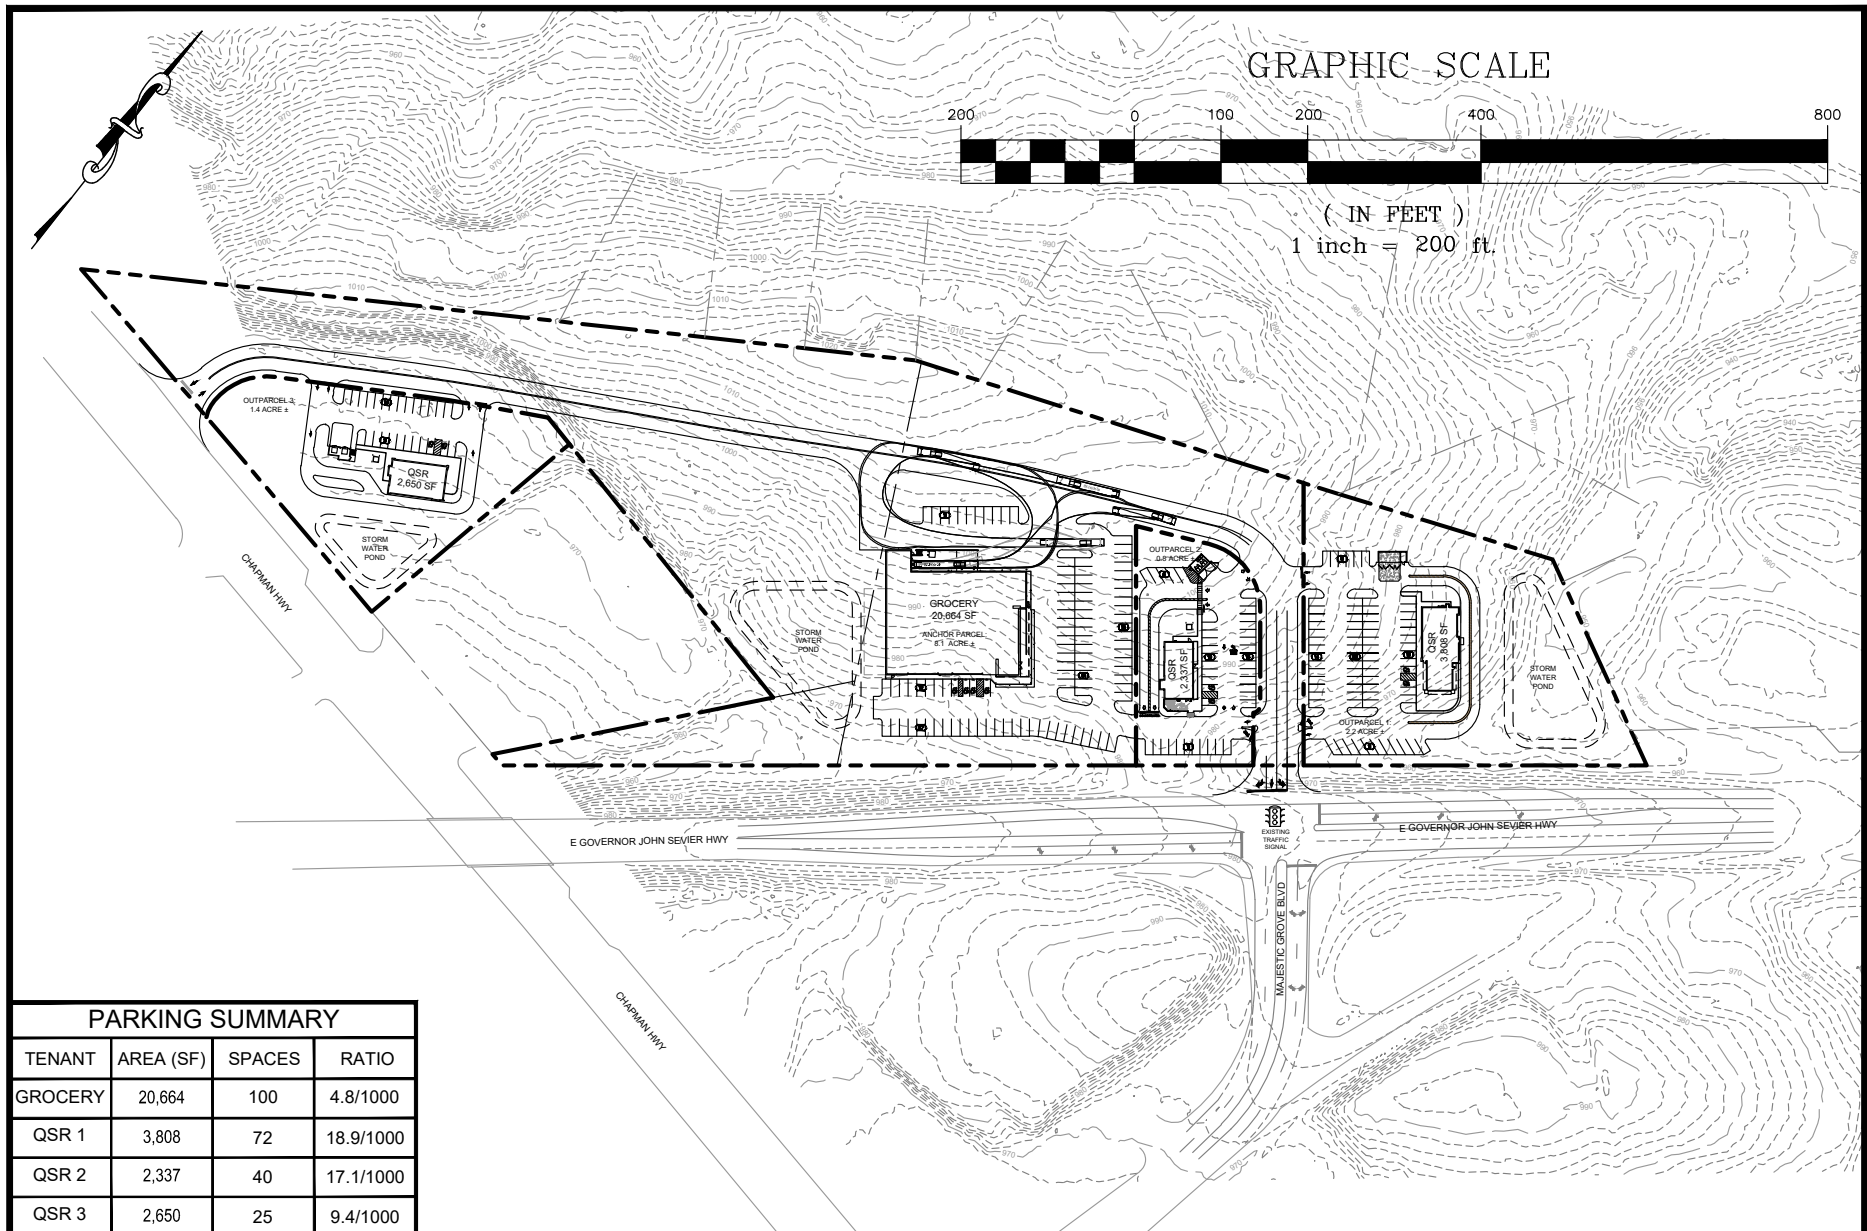 GRAPHIC SCALE
200 0 100 200 400 800
( IN FEET )
1 inch = 200 ft.
OUTPARCEL 3:
1.4 ACRE ±
QSR
2,650 SF
STORM
WATER
POND
CHAPMAN HWY
STORM
WATER
POND
GROCERY
20,664 SF
ANCHOR PARCEL:
8.1 ACRE ±
OUTPARCEL 2:
0.8 ACRE ±
QSR
2,337 SF
QSR
3,808 SF
OUTPARCEL 1:
2.2 ACRE ±
STORM
WATER
POND
E GOVERNOR JOHN SEVIER HWY
EXISTING
TRAFFIC
SIGNAL
E GOVERNOR JOHN SEVIER HWY
MAJESTIC GROVE BLVD
CHAPMAN HWY
PARKING SUMMARY
TENANT AREA (SF) SPACES RATIO
GROCERY 20,664 100 4.8/1000
QSR 1 3,808 72 18.9/1000
QSR 2 2,337 40 17.1/1000
QSR 3 2,650 25 9.4/1000